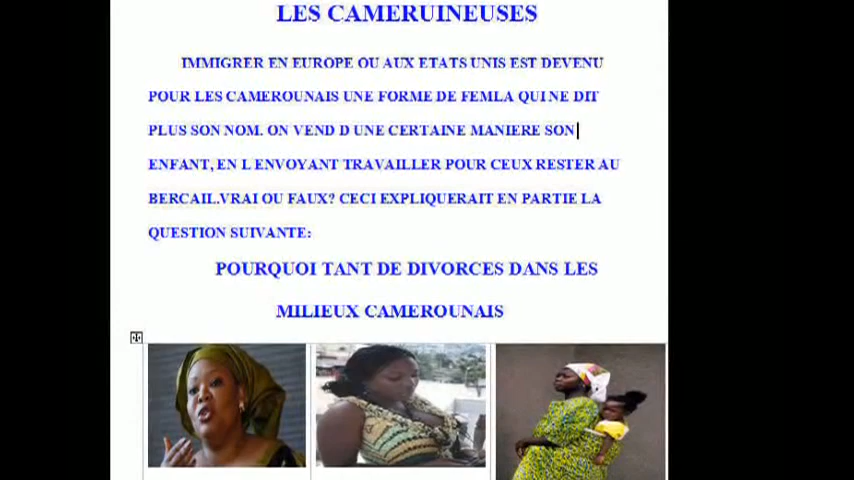 LES CAMERUINEUSES
IMMIGRER EN EUROPE OU AUX ETATS UNIS EST DEVENU
POUR LES CAMEROUNAIS UNE FORME DE FEMLA QUI NE DIT
PLUS SON NOM. ON VEND D UNE CERTAINE MANIERE SON
ENFANT, EN L ENVOYANT TRAVAILLER POUR CEUX RESTER AU
BERCAIL.VRAI OU FAUX? CECI EXPLIQUERAIT EN PARTIE LA
QUESTION SUIVANTE:
POURQUOI TANT DE DIVORCES DANS LES
MILIEUX CAMEROUNAIS